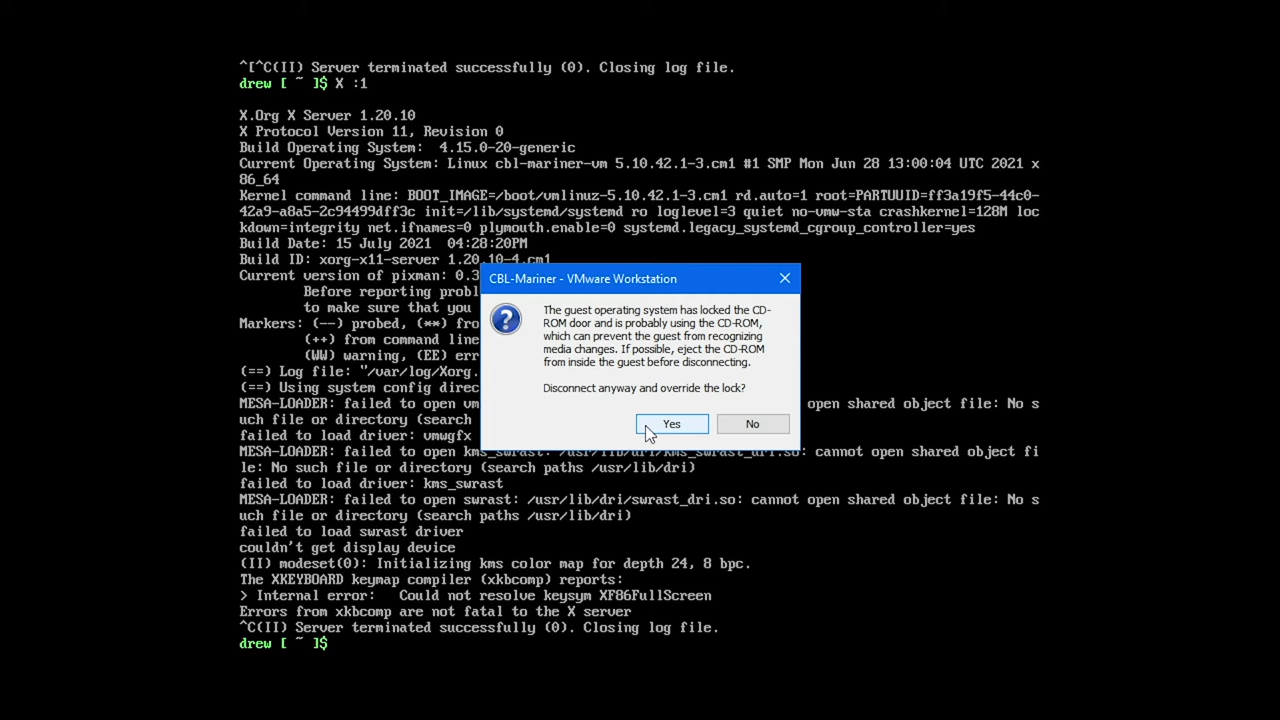 ^[^C(II) Server terminated successfully (0). Closing log file.
drew [ ~ ]$ X :1
X.Org X Server 1.20.10
X Protocol Version 11, Revision 0
Build Operating System:  4.15.0-20-generic
Current Operating System: Linux cbl-mariner-vm 5.10.42.1-3.cm1 #1 SMP Mon Jun 28 13:00:04 UTC 2021 x
86_64
Kernel command line: BOOT_IMAGE=/boot/vmlinuz-5.10.42.1-3.cm1 rd.auto=1 root=PARTUUID=ff3a19f5-44c0-
42a9-a8a5-2c94499dff3c init=/lib/systemd/systemd ro loglevel=3 quiet no-vmw-sta crashkernel=128M loc
kdown=integrity net.ifnames=0 plymouth.enable=0 systemd.legacy_systemd_cgroup_controller=yes
Build Date: 15 July 2021  04:28:20PM
Build ID: xorg-x11-server 1.20.10-4.cm1
Current version of pixman: 0.3
Before reporting probl
to make sure that you
Markers: (--) probed, (**) fro
(++) from command line
(WW) warning, (EE) err
(==) Log file: "/var/log/Xorg.
(==) Using system config direc
MESA-LOADER: failed to open vm open shared object file: No s
uch file or directory (search
failed to load driver: vmwgfx
MESA-LOADER: failed to open kms_swrast: /usr/lib/dri/kms_swrast_dri.so: cannot open shared object fi
le: No such file or directory (search paths /usr/lib/dri)
failed to load driver: kms_swrast
MESA-LOADER: failed to open swrast: /usr/lib/dri/swrast_dri.so: cannot open shared object file: No s
uch file or directory (search paths /usr/lib/dri)
failed to load swrast driver
couldn't get display device
(II) modeset(0): Initializing kms color map for depth 24, 8 bpc.
The XKEYBOARD keymap compiler (xkbcomp) reports:
> Internal error:   Could not resolve keysym XF86FullScreen
Errors from xkbcomp are not fatal to the X server
^C(II) Server terminated successfully (0). Closing log file.
drew [ ~ ]$
CBL-Mariner - VMware Workstation
The guest operating system has locked the CD-
ROM door and is probably using the CD-ROM,
which can prevent the guest from recognizing
media changes. If possible, eject the CD-ROM
from inside the guest before disconnecting.
Disconnect anyway and override the lock?
Yes
No